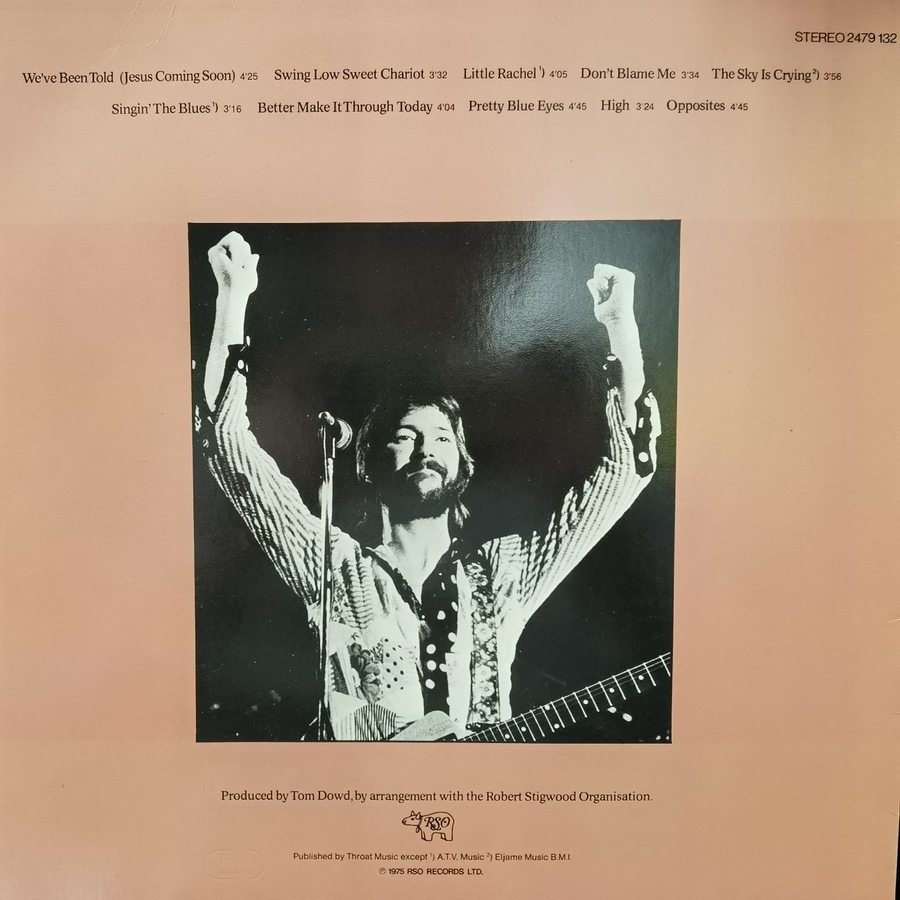 STEREO 2479 132
We've Been Told (Jesus Coming Soon) 4'25 Swing Low Sweet Chariot 3'32 Little Rachel ¹) 4'05 Don't Blame Me 3'34 The Sky Is Crying ²) 3'56
Singin' The Blues ¹) 3'16 Better Make It Through Today 4'04 Pretty Blue Eyes 4'45 High 3'24 Opposites 4'45
Produced by Tom Dowd, by arrangement with the Robert Stigwood Organisation.
RSO
Published by Throat Music except ¹) A.T.V. Music ²) Eljame Music B.M.I.
℗ 1975 RSO RECORDS LTD.